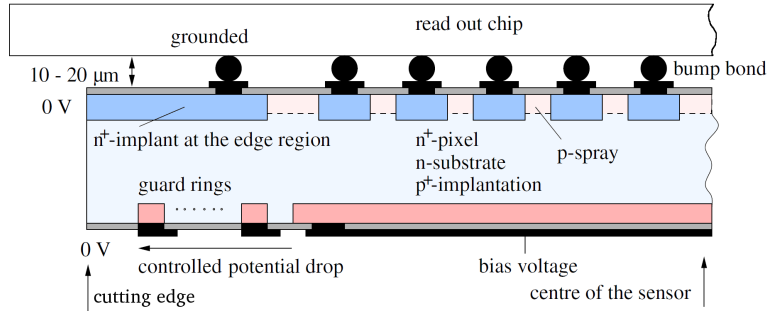 read out chip
grounded
10 - 20 μm
bump bond
0 V
n⁺-implant at the edge region
n⁺-pixel
p-spray
n-substrate
p⁺-implantation
guard rings
0 V
controlled potential drop
bias voltage
cutting edge
centre of the sensor